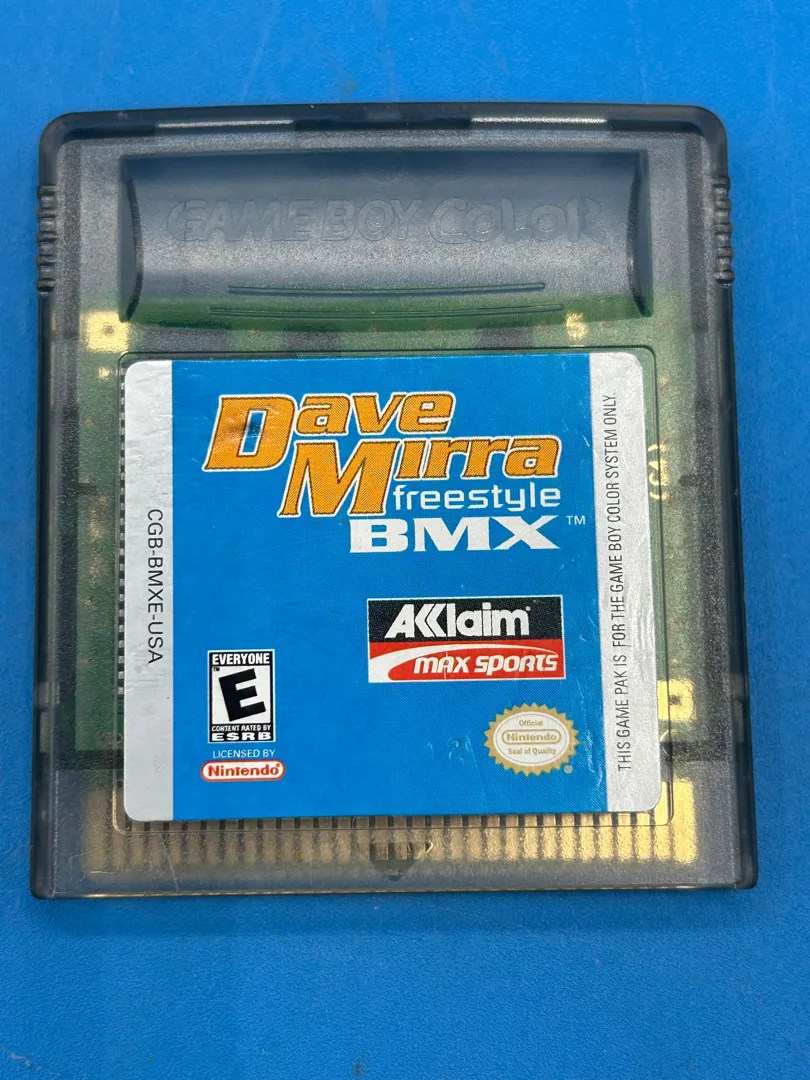 GAME BOY COLOR
Dave
Mirra
freestyle
BMX™
AKKlaim
MAX SPORTS
CGB-BMXE-USA
EVERYONE
E
CONTENT RATED BY
ESRB
LICENSED BY
Nintendo®
Official
Nintendo
Seal of Quality
®
THIS GAME PAK IS FOR THE GAME BOY COLOR SYSTEM ONLY.